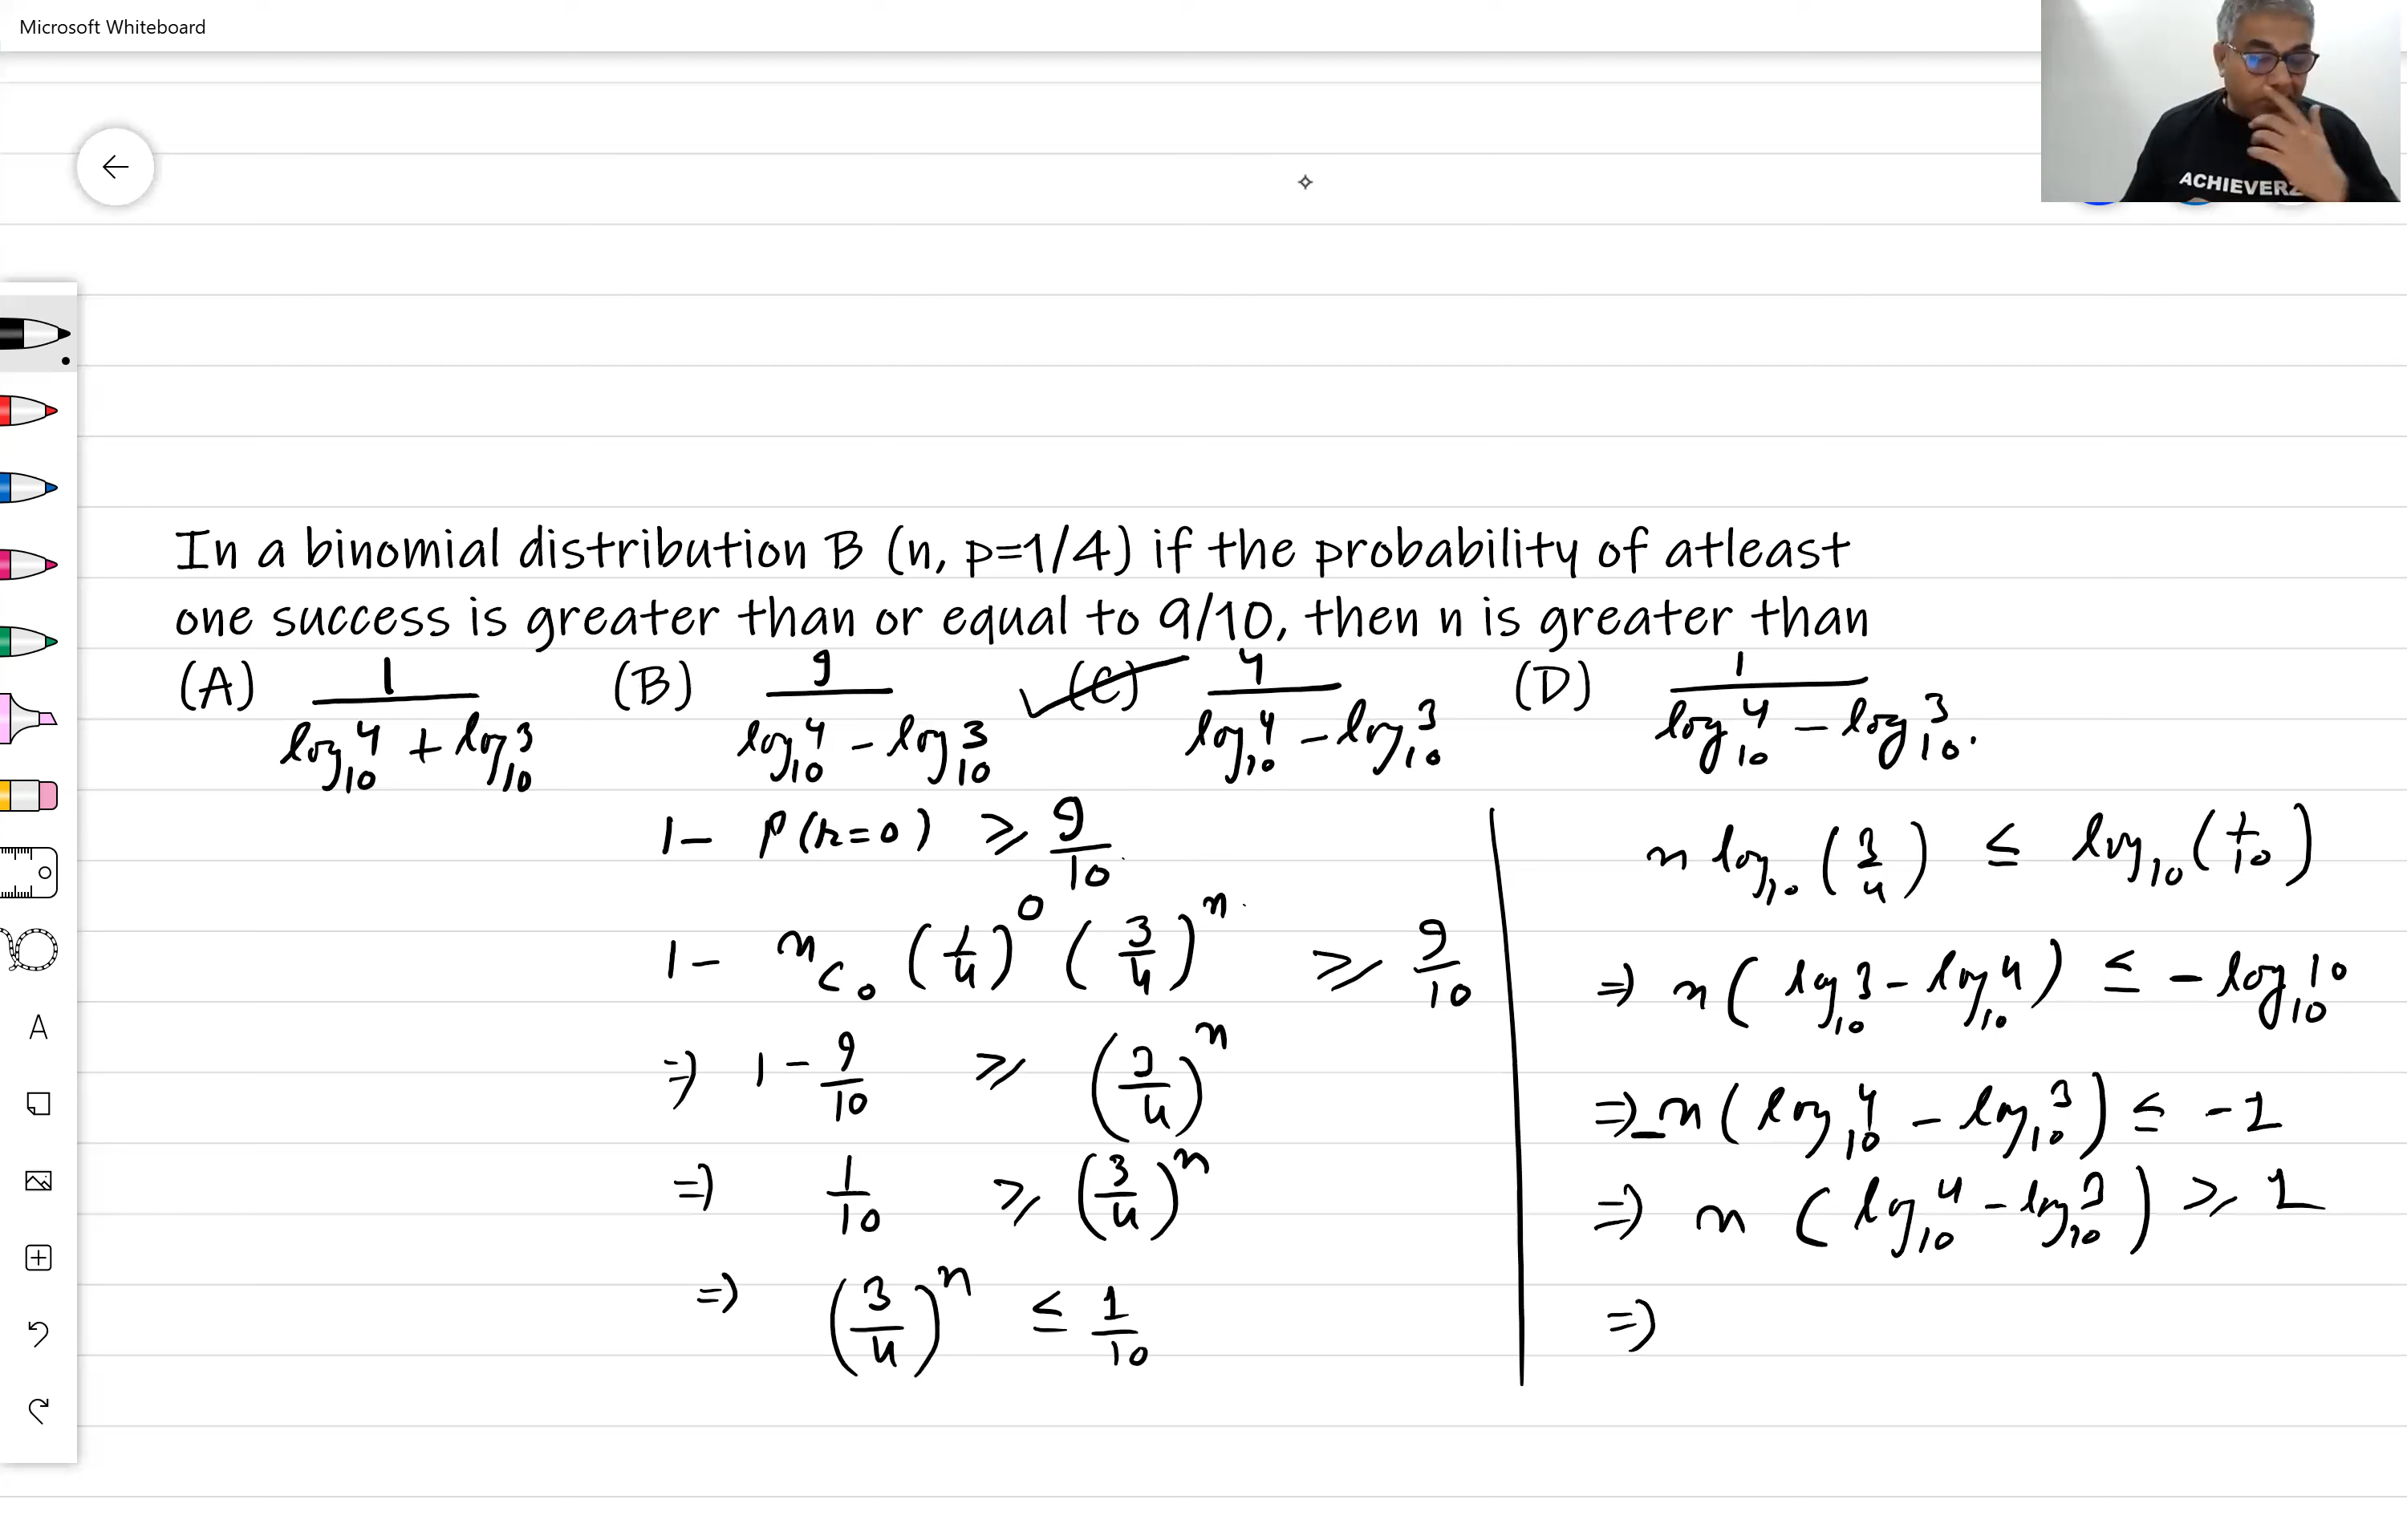 Microsoft Whiteboard
ACHIEVERZ
In a binomial distribution B (n, p=1/4) if the probability of atleast
one success is greater than or equal to 9/10, then n is greater than
(A) 1/(log₁₀4 + log₁₀3) (B) 9/(log₁₀4 - log₁₀3) ✓(C) 4/(log₁₀4 - log₁₀3) (D) 1/(log₁₀4 - log₁₀3).
1 - P(r=0) ≥ 9/10
1 - ⁿC₀ (1/4)⁰ (3/4)ⁿ ≥ 9/10
⇒ 1 - 9/10 ≥ (3/4)ⁿ
⇒ 1/10 ≥ (3/4)ⁿ
⇒ (3/4)ⁿ ≤ 1/10
n log₁₀(3/4) ≤ log₁₀(1/10)
⇒ n(log₁₀3 - log₁₀4) ≤ -log₁₀10
⇒ -n(log₁₀4 - log₁₀3) ≤ -1
⇒ n(log₁₀4 - log₁₀3) ≥ 1
⇒
A